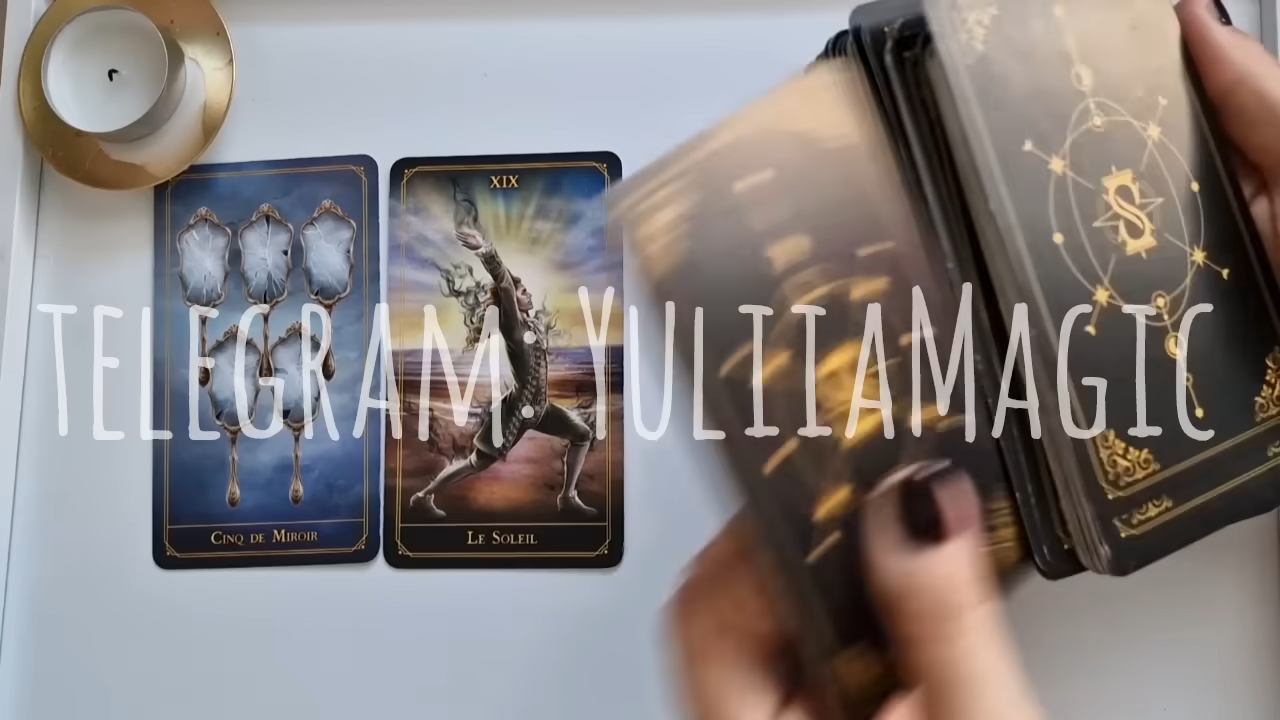 XIX
TELEGRAM: YULIIAMAGIC
CINQ DE MIROIR
LE SOLEIL
S